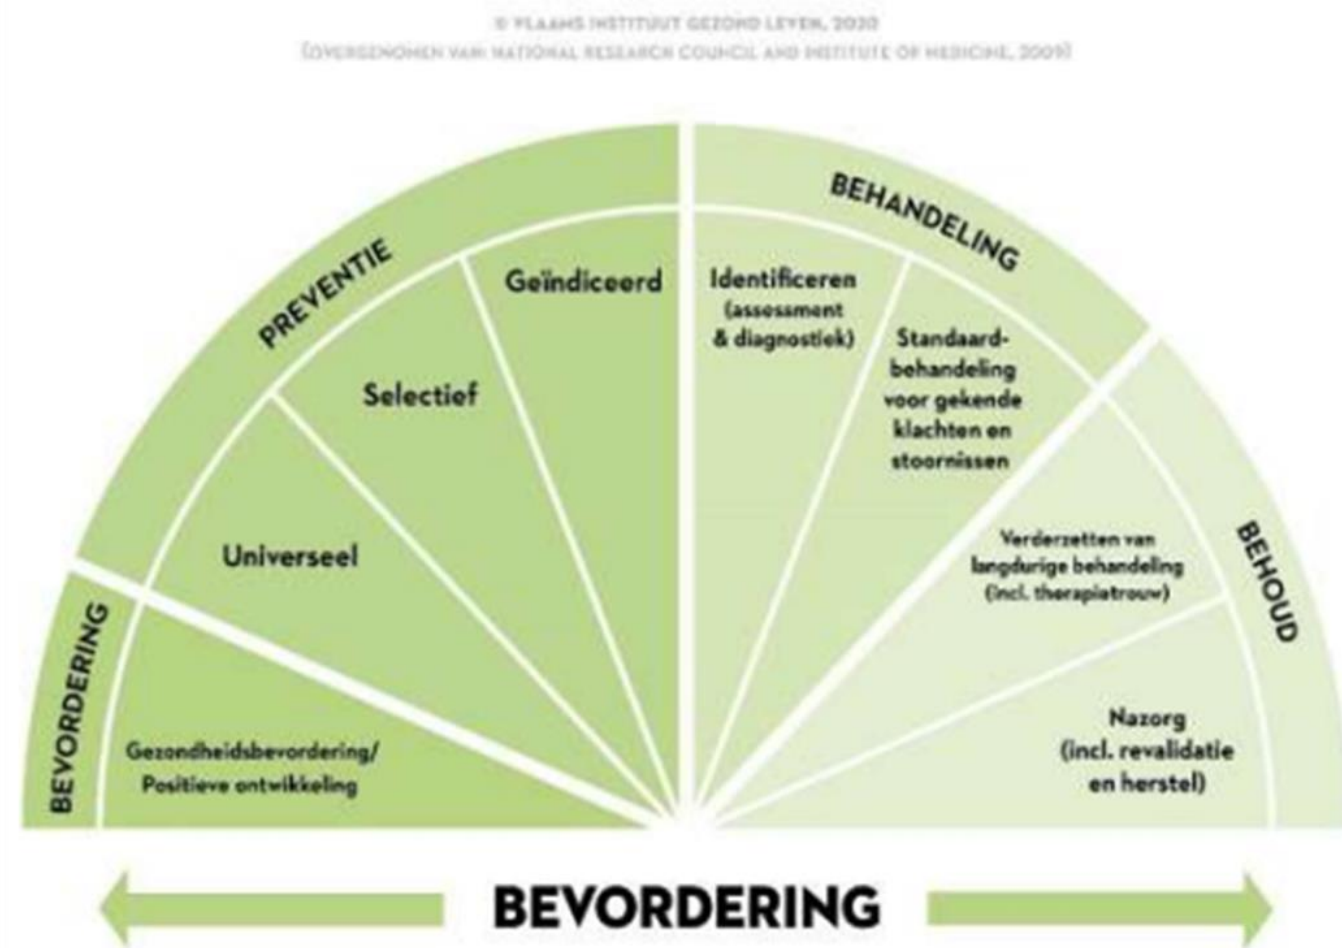 © VLAAMS INSTITUUT GEZOND LEVEN, 2020
(OVERGENOMEN VAN: NATIONAL RESEARCH COUNCIL AND INSTITUTE OF MEDICINE, 2009)
PREVENTIE
BEHANDELING
Geïndiceerd
Identificeren
(assessment
& diagnostiek)
Standaard-
behandeling
voor gekende
klachten en
stoornissen
Selectief
Universeel
Verderzetten van
langdurige behandeling
(incl. therapietrouw)
BEHOUD
BEVORDERING
Gezondheidsbevordering/
Positieve ontwikkeling
Nazorg
(incl. revalidatie
en herstel)
BEVORDERING